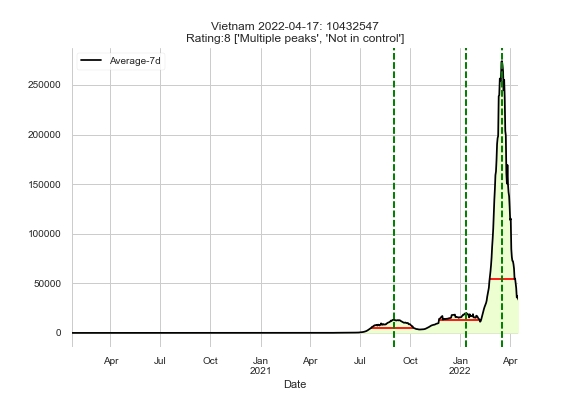 Vietnam 2022-04-17: 10432547
Rating:8 ['Multiple peaks', 'Not in control']
Average-7d
250000
200000
150000
100000
50000
0
Apr Jul Oct Jan Apr Jul Oct Jan Apr
2021 2022
Date